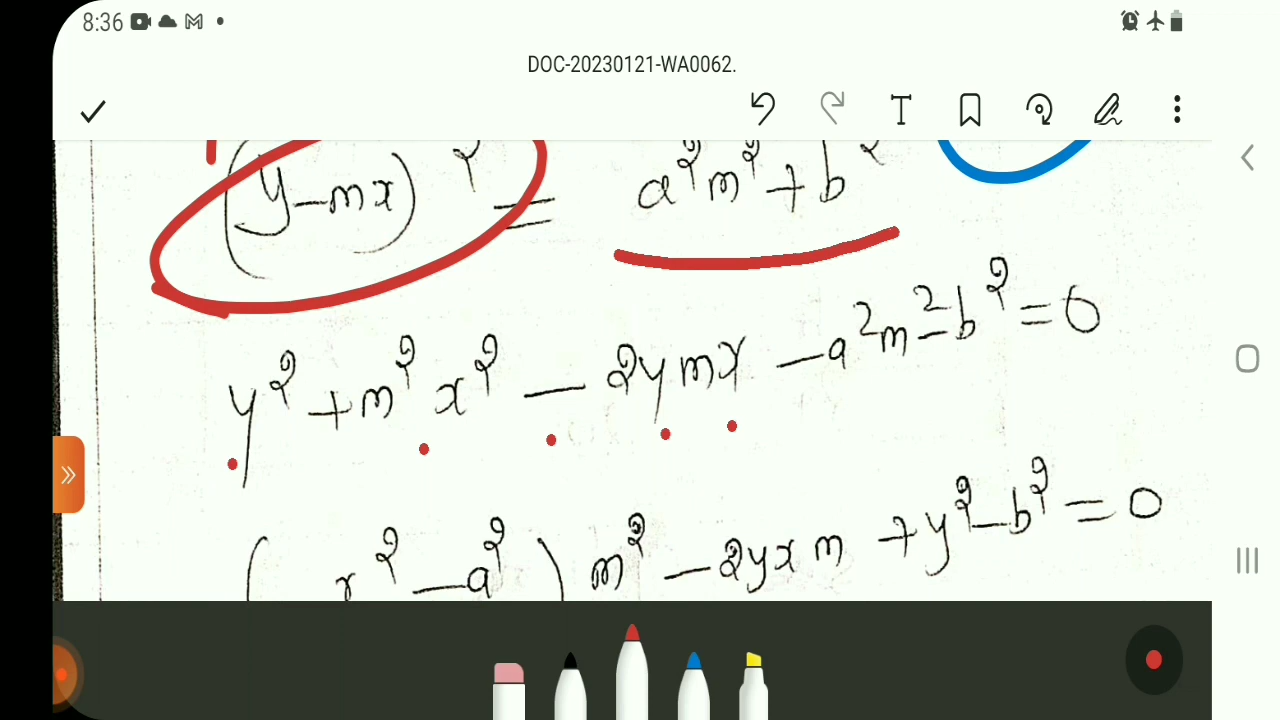 8:36
DOC-20230121-WA0062.
T
(y-mx)² = a²m²+b²
y²+m²x² - 2ymx - a²m²-b²=0
(x²-a²)m² - 2yxm + y²-b²=0